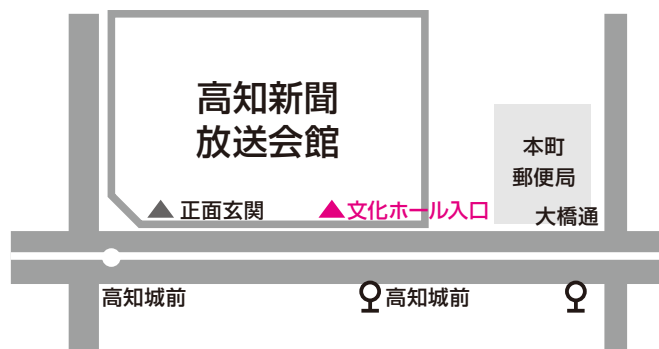 高知新聞
放送会館
本町
郵便局
正面玄関
文化ホール入口
大橋通
高知城前
高知城前